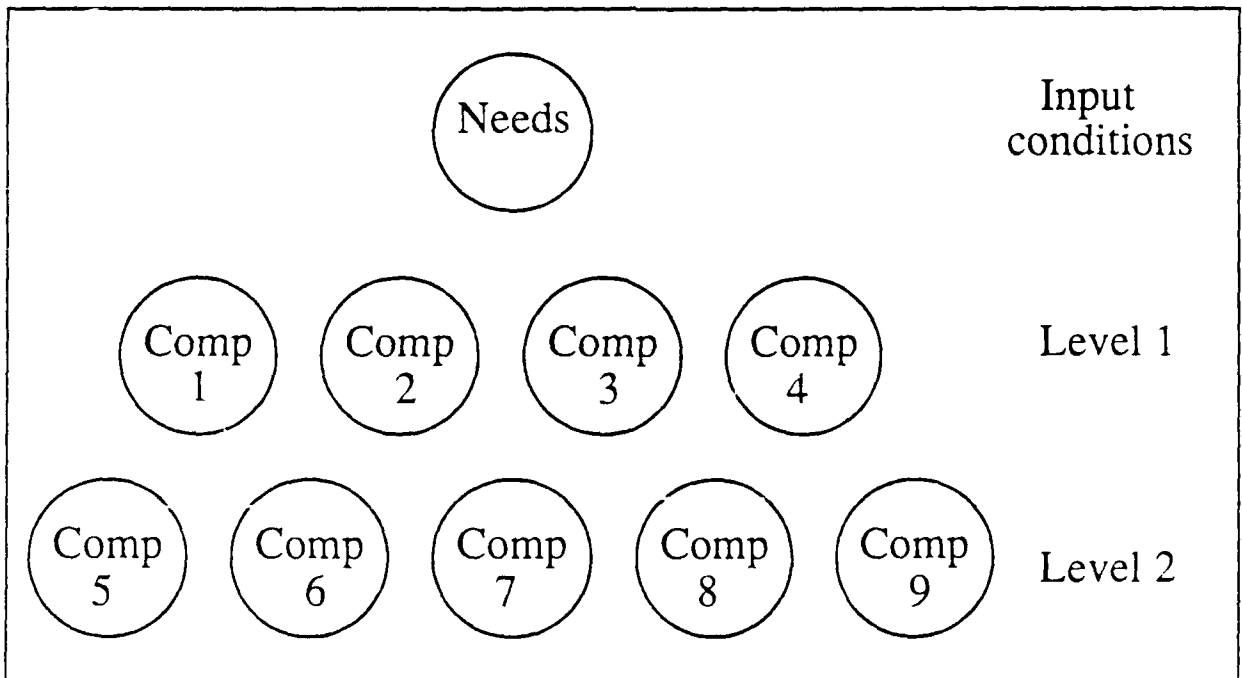 Needs
Input
conditions
Comp
1
Comp
2
Comp
3
Comp
4
Level 1
Comp
5
Comp
6
Comp
7
Comp
8
Comp
9
Level 2